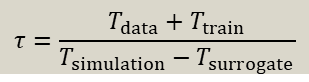 τ = (T_data + T_train) / (T_simulation − T_surrogate)